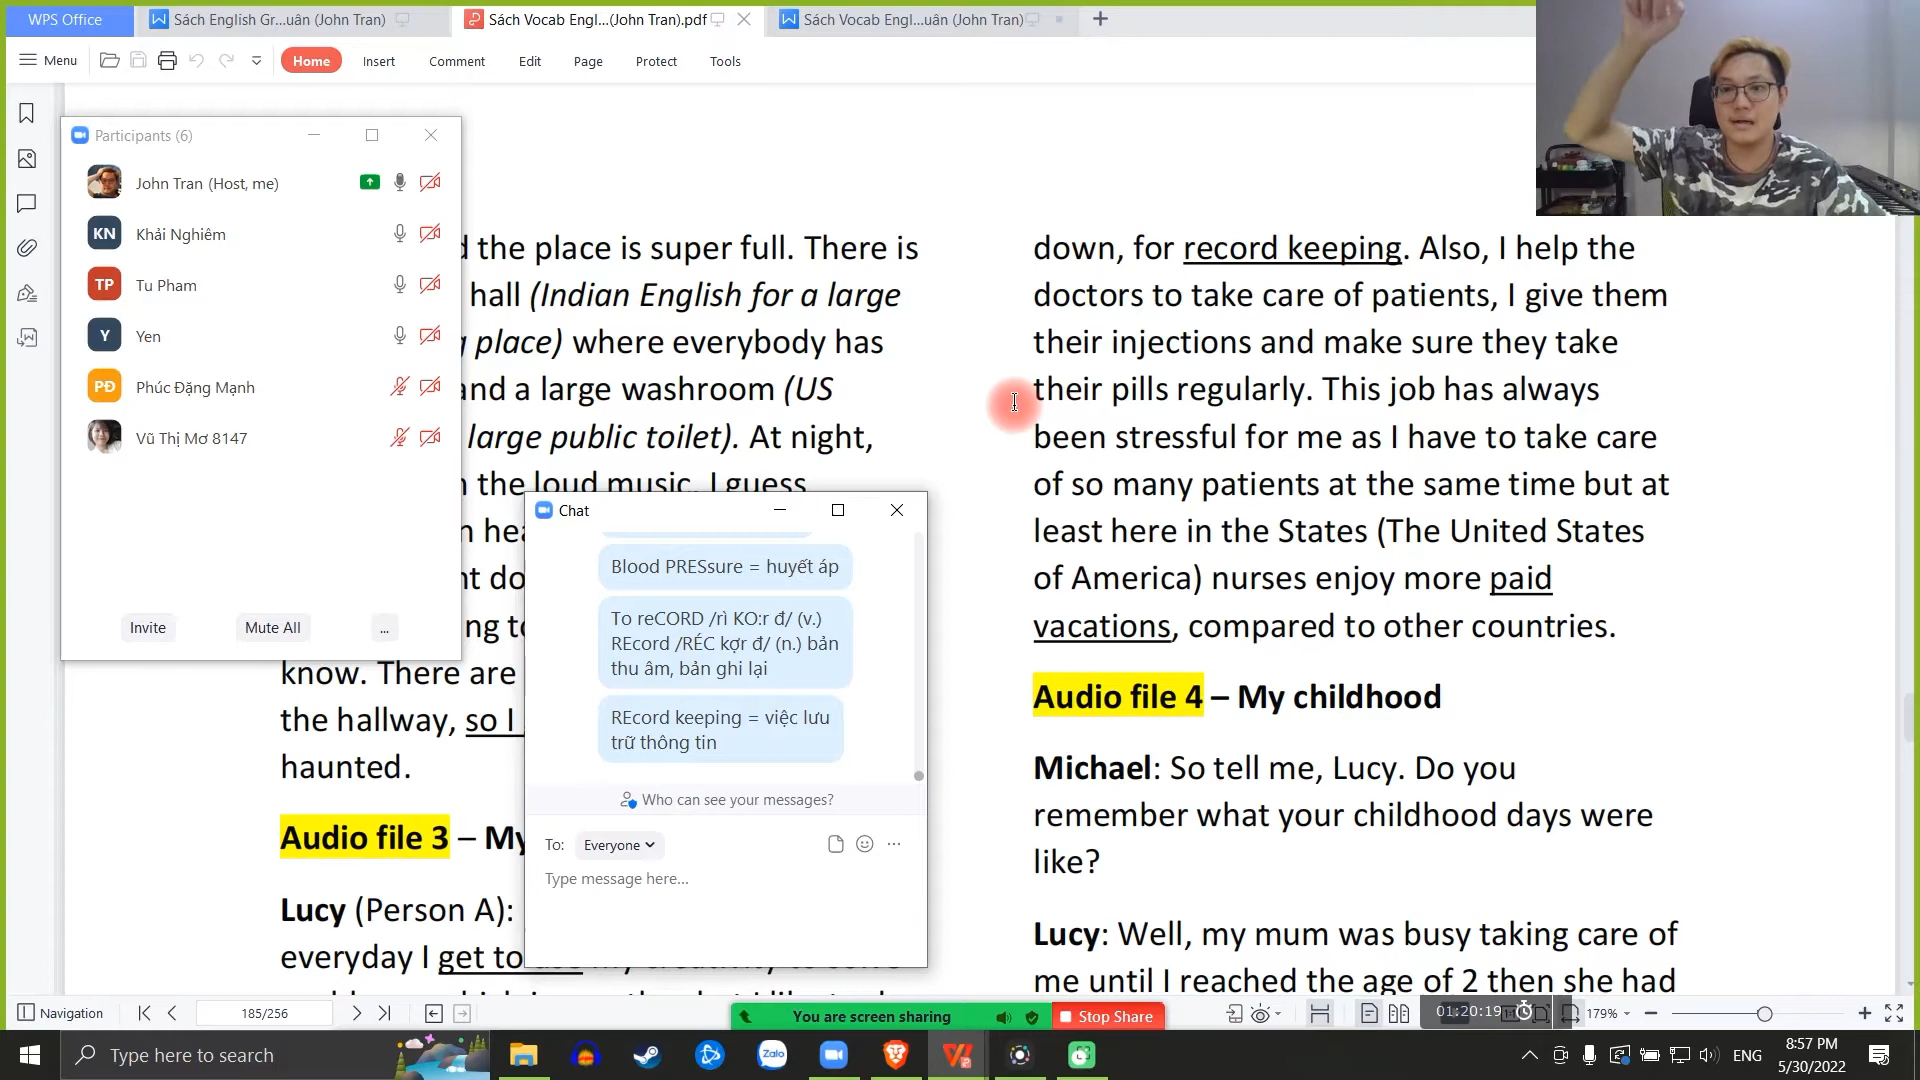 WPS Office
Sách English Gr...uân (John Tran)
Sách Vocab Engl...(John Tran).pdf
Sách Vocab Engl...uân (John Tran)
Menu
Home
Insert
Comment
Edit
Page
Protect
Tools
Participants (6)
John Tran (Host, me)
KN
Khải Nghiêm
TP
Tu Pham
Y
Yen
PĐ
Phúc Đặng Mạnh
Vũ Thị Mơ 8147
Invite
Mute All
...
d the place is super full. There is
hall (Indian English for a large
place) where everybody has
and a large washroom (US
large public toilet). At night,
the loud music. I guess
know. There are
the hallway, so I
haunted.
Audio file 3 – My
Lucy (Person A):
everyday I get to use my creativity to solve
Chat
Blood PRESsure = huyết áp
To reCORD /rì KO:r đ/ (v.)
REcord /RÉC kợr đ/ (n.) bản
thu âm, bản ghi lại
REcord keeping = việc lưu
trữ thông tin
Who can see your messages?
To:
Everyone
Type message here...
down, for record keeping. Also, I help the
doctors to take care of patients, I give them
their injections and make sure they take
their pills regularly. This job has always
been stressful for me as I have to take care
of so many patients at the same time but at
least here in the States (The United States
of America) nurses enjoy more paid
vacations, compared to other countries.
Audio file 4 – My childhood
Michael: So tell me, Lucy. Do you
remember what your childhood days were
like?
Lucy: Well, my mum was busy taking care of
me until I reached the age of 2 then she had
Navigation
185/256
You are screen sharing
Stop Share
01:20:19
179%
Type here to search
Zalo
ENG
8:57 PM
5/30/2022